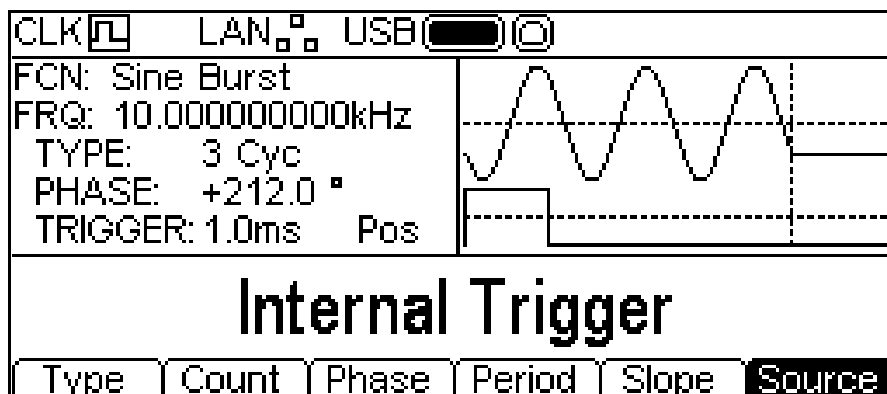 CLK LAN USB
FCN: Sine Burst
FRQ: 10.000000000kHz
TYPE: 3 Cyc
PHASE: +212.0 °
TRIGGER: 1.0ms Pos
Internal Trigger
Type Count Phase Period Slope Source